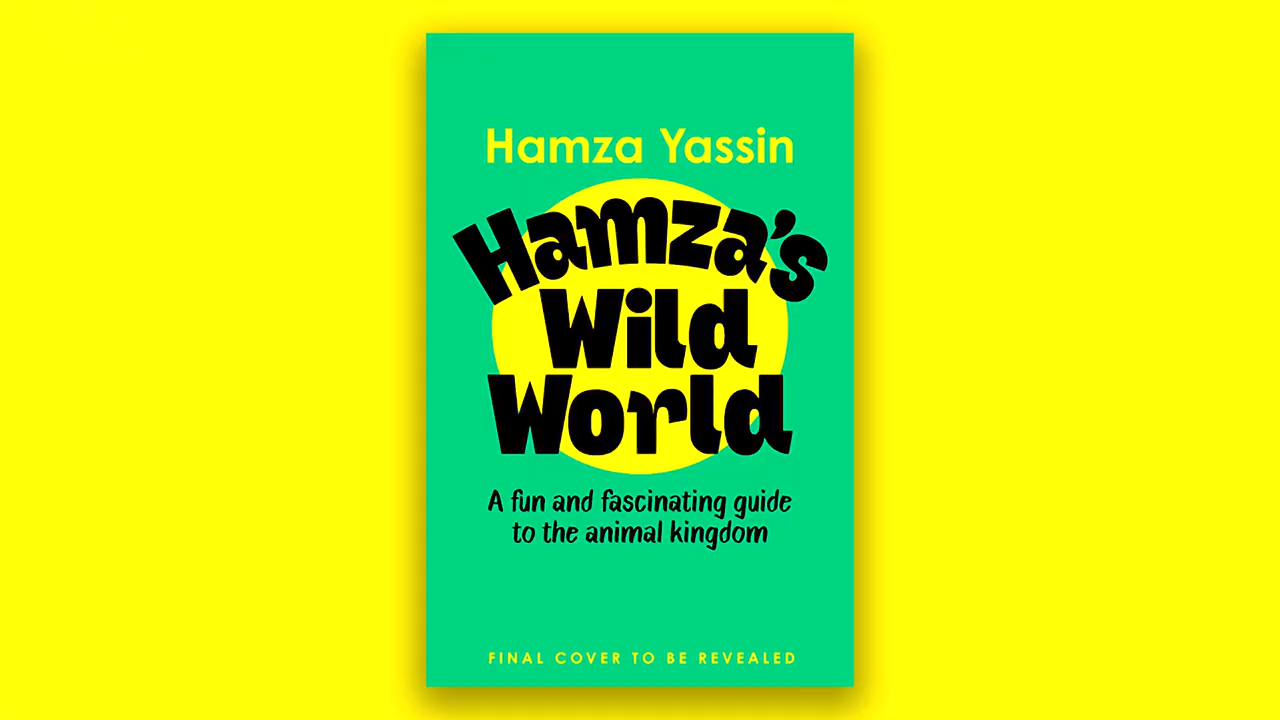 Hamza Yassin
Hamza's
Wild
World
A fun and fascinating guide
to the animal kingdom
FINAL COVER TO BE REVEALED